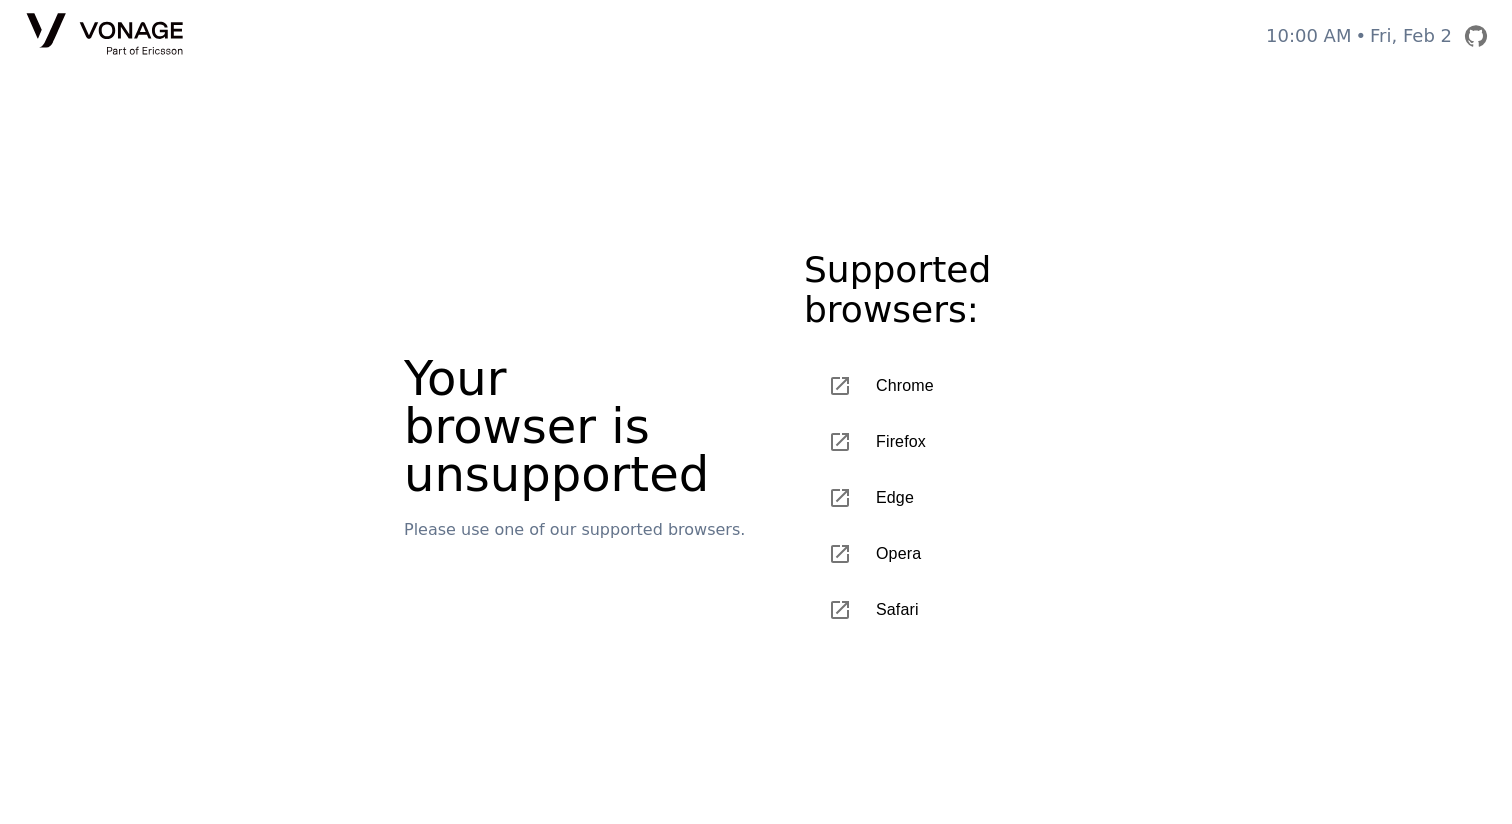 VONAGE
Part of Ericsson
10:00 AM • Fri, Feb 2
Your
browser is
unsupported
Please use one of our supported browsers.
Supported
browsers:
Chrome
Firefox
Edge
Opera
Safari